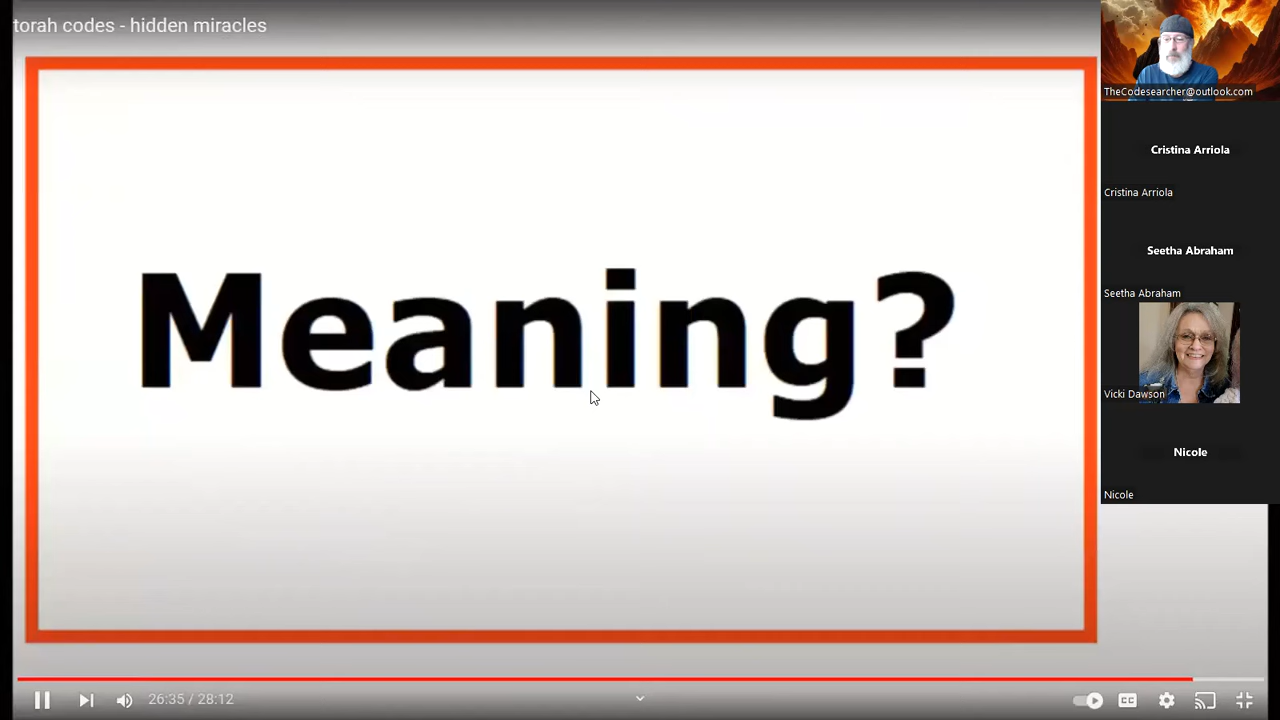 torah codes - hidden miracles
Meaning?
TheCodesearcher@outlook.com
Cristina Arriola
Cristina Arriola
Seetha Abraham
Seetha Abraham
Vicki Dawson
Nicole
Nicole
26:35 / 28:12
CC